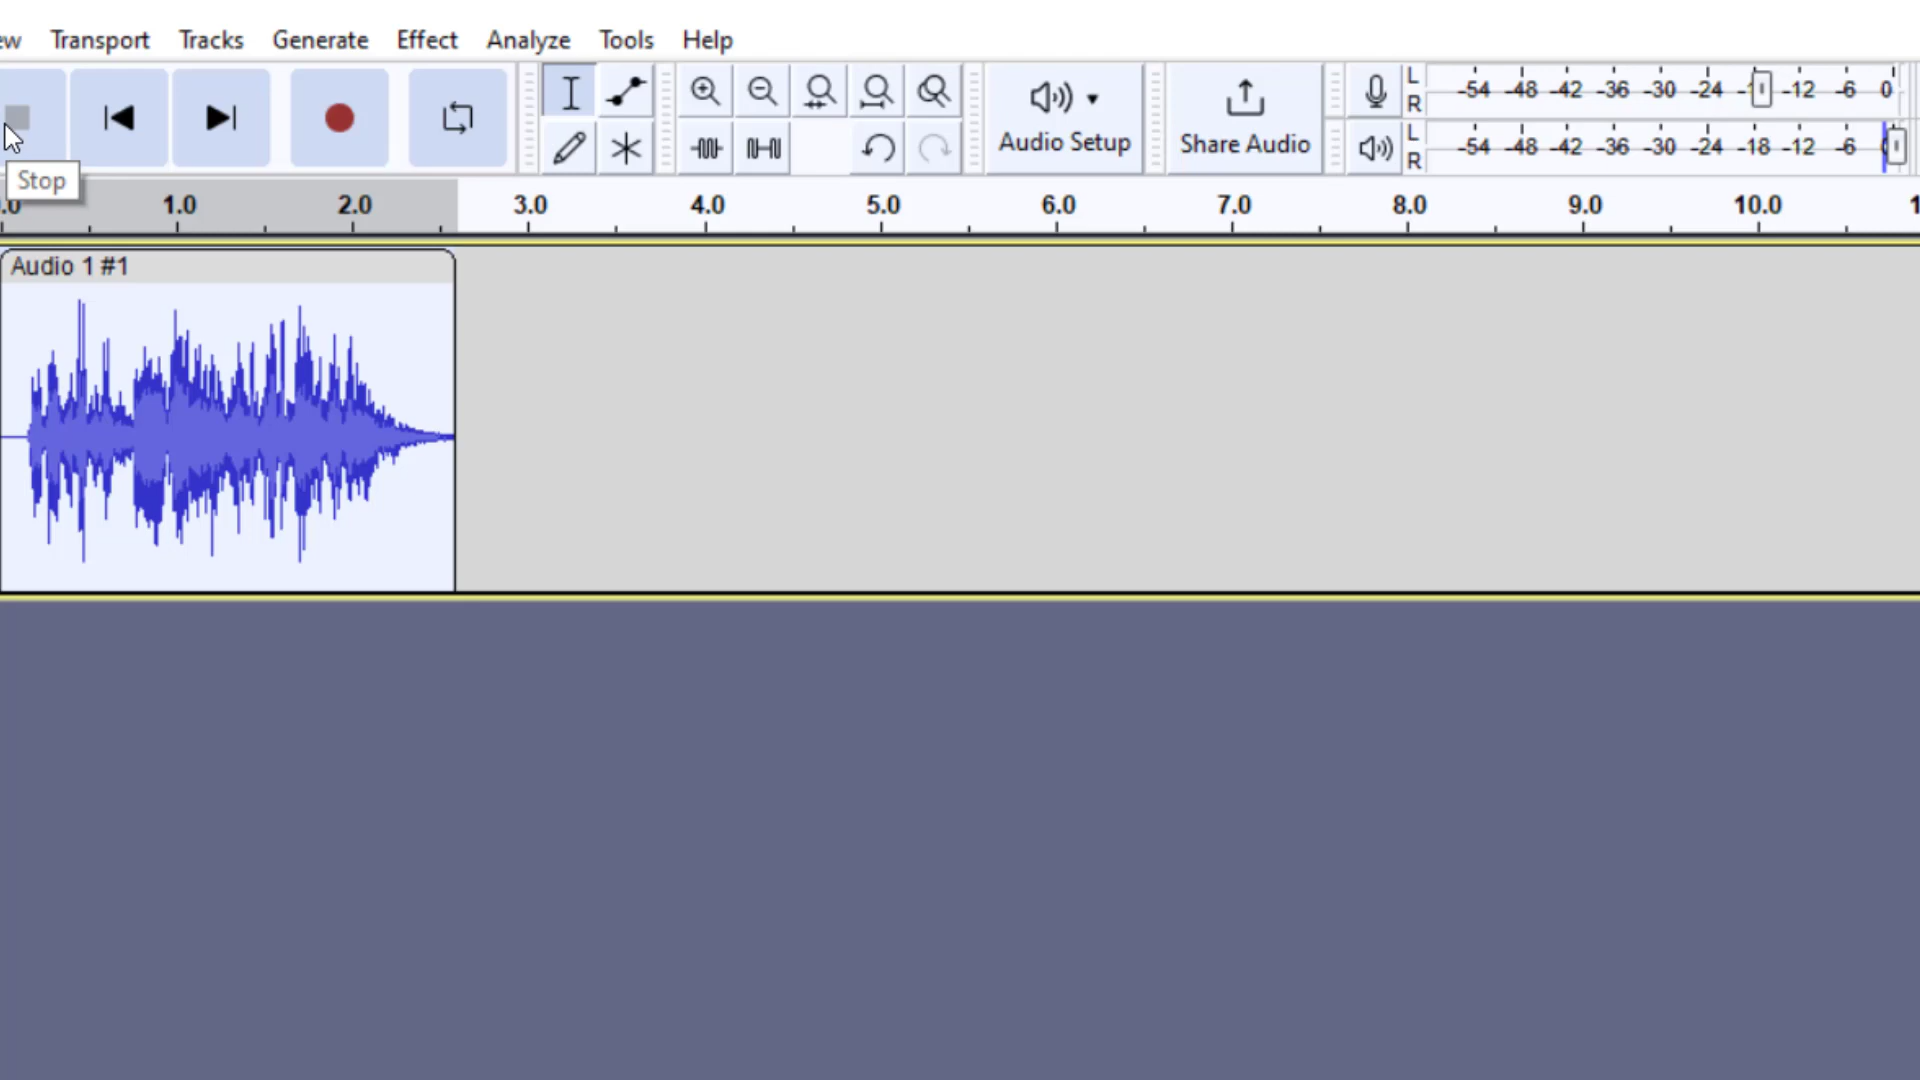 ew Transport Tracks Generate Effect Analyze Tools Help
L -54 -48 -42 -36 -30 -24 -12 -6 0
R
Audio Setup Share Audio
L -54 -48 -42 -36 -30 -24 -18 -12 -6
R
Stop
.0 1.0 2.0 3.0 4.0 5.0 6.0 7.0 8.0 9.0 10.0 1
Audio 1 #1